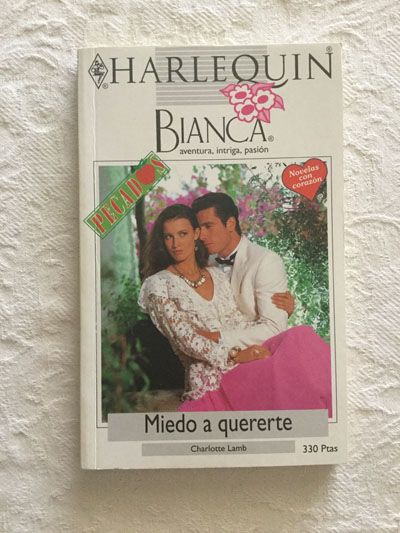 HARLEQUIN®
BIANCA®
aventura, intriga, pasión
PECADOS
Novelas
con
corazón
Miedo a quererte
Charlotte Lamb
330 Ptas